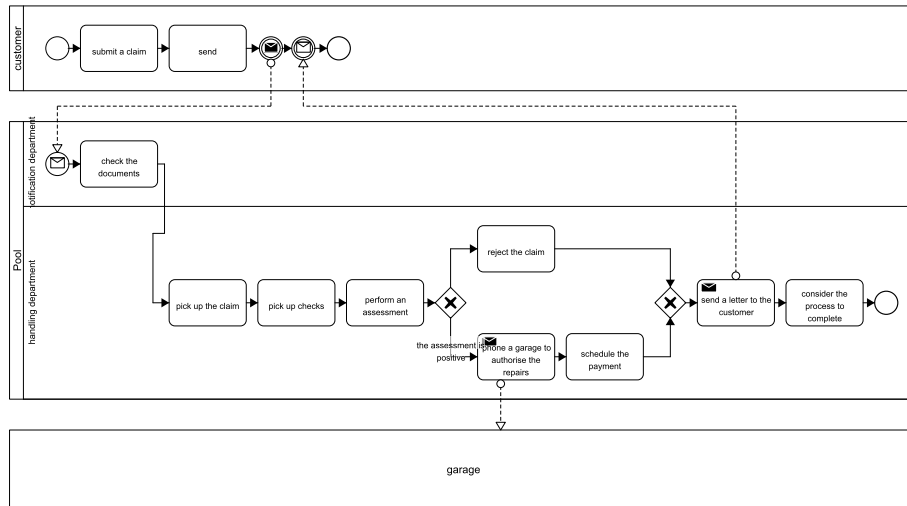 customer
submit a claim
send
Pool
notification department
check the
documents
handling department
pick up the claim
pick up checks
perform an
assessment
reject the claim
the assessment is
positive
phone a garage to
authorise the
repairs
schedule the
payment
send a letter to the
customer
consider the
process to
complete
garage